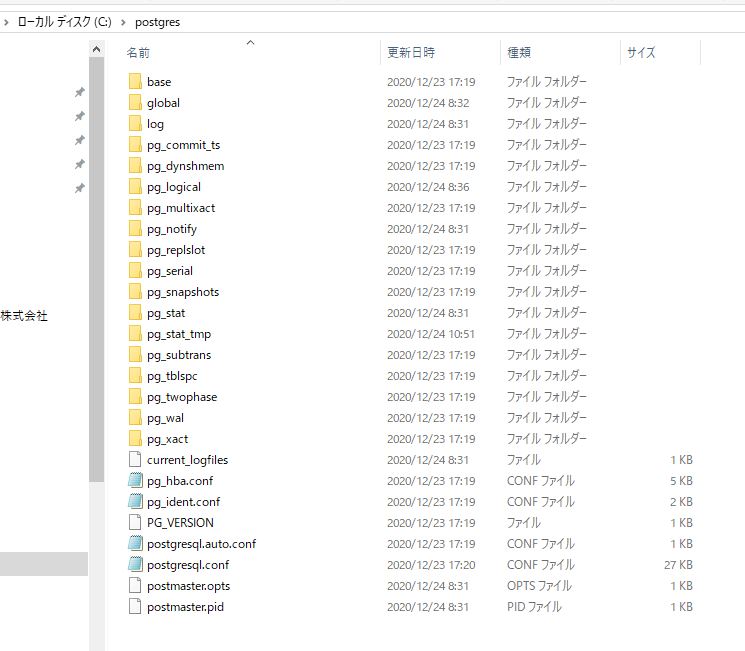 ローカル ディスク (C:) > postgres
名前 更新日時 種類 サイズ
base 2020/12/23 17:19 ファイル フォルダー
global 2020/12/24 8:32 ファイル フォルダー
log 2020/12/24 8:31 ファイル フォルダー
pg_commit_ts 2020/12/23 17:19 ファイル フォルダー
pg_dynshmem 2020/12/23 17:19 ファイル フォルダー
pg_logical 2020/12/24 8:36 ファイル フォルダー
pg_multixact 2020/12/23 17:19 ファイル フォルダー
pg_notify 2020/12/24 8:31 ファイル フォルダー
pg_replslot 2020/12/23 17:19 ファイル フォルダー
pg_serial 2020/12/23 17:19 ファイル フォルダー
pg_snapshots 2020/12/23 17:19 ファイル フォルダー
株式会社
pg_stat 2020/12/24 8:31 ファイル フォルダー
pg_stat_tmp 2020/12/24 10:51 ファイル フォルダー
pg_subtrans 2020/12/23 17:19 ファイル フォルダー
pg_tblspc 2020/12/23 17:19 ファイル フォルダー
pg_twophase 2020/12/23 17:19 ファイル フォルダー
pg_wal 2020/12/23 17:19 ファイル フォルダー
pg_xact 2020/12/23 17:19 ファイル フォルダー
current_logfiles 2020/12/24 8:31 ファイル 1 KB
pg_hba.conf 2020/12/23 17:19 CONF ファイル 5 KB
pg_ident.conf 2020/12/23 17:19 CONF ファイル 2 KB
PG_VERSION 2020/12/23 17:19 ファイル 1 KB
postgresql.auto.conf 2020/12/23 17:19 CONF ファイル 1 KB
postgresql.conf 2020/12/23 17:20 CONF ファイル 27 KB
postmaster.opts 2020/12/24 8:31 OPTS ファイル 1 KB
postmaster.pid 2020/12/24 8:31 PID ファイル 1 KB